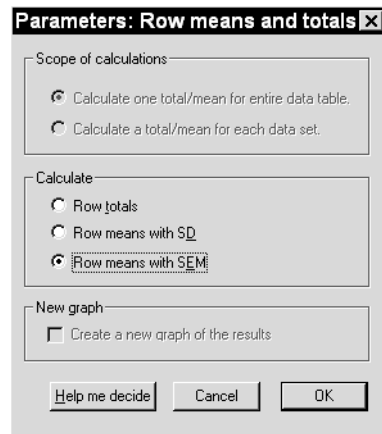 Parameters: Row means and totals
Scope of calculations
Calculate one total/mean for entire data table.
Calculate a total/mean for each data set.
Calculate
Row totals
Row means with SD
Row means with SEM
New graph
Create a new graph of the results
Help me decide Cancel OK